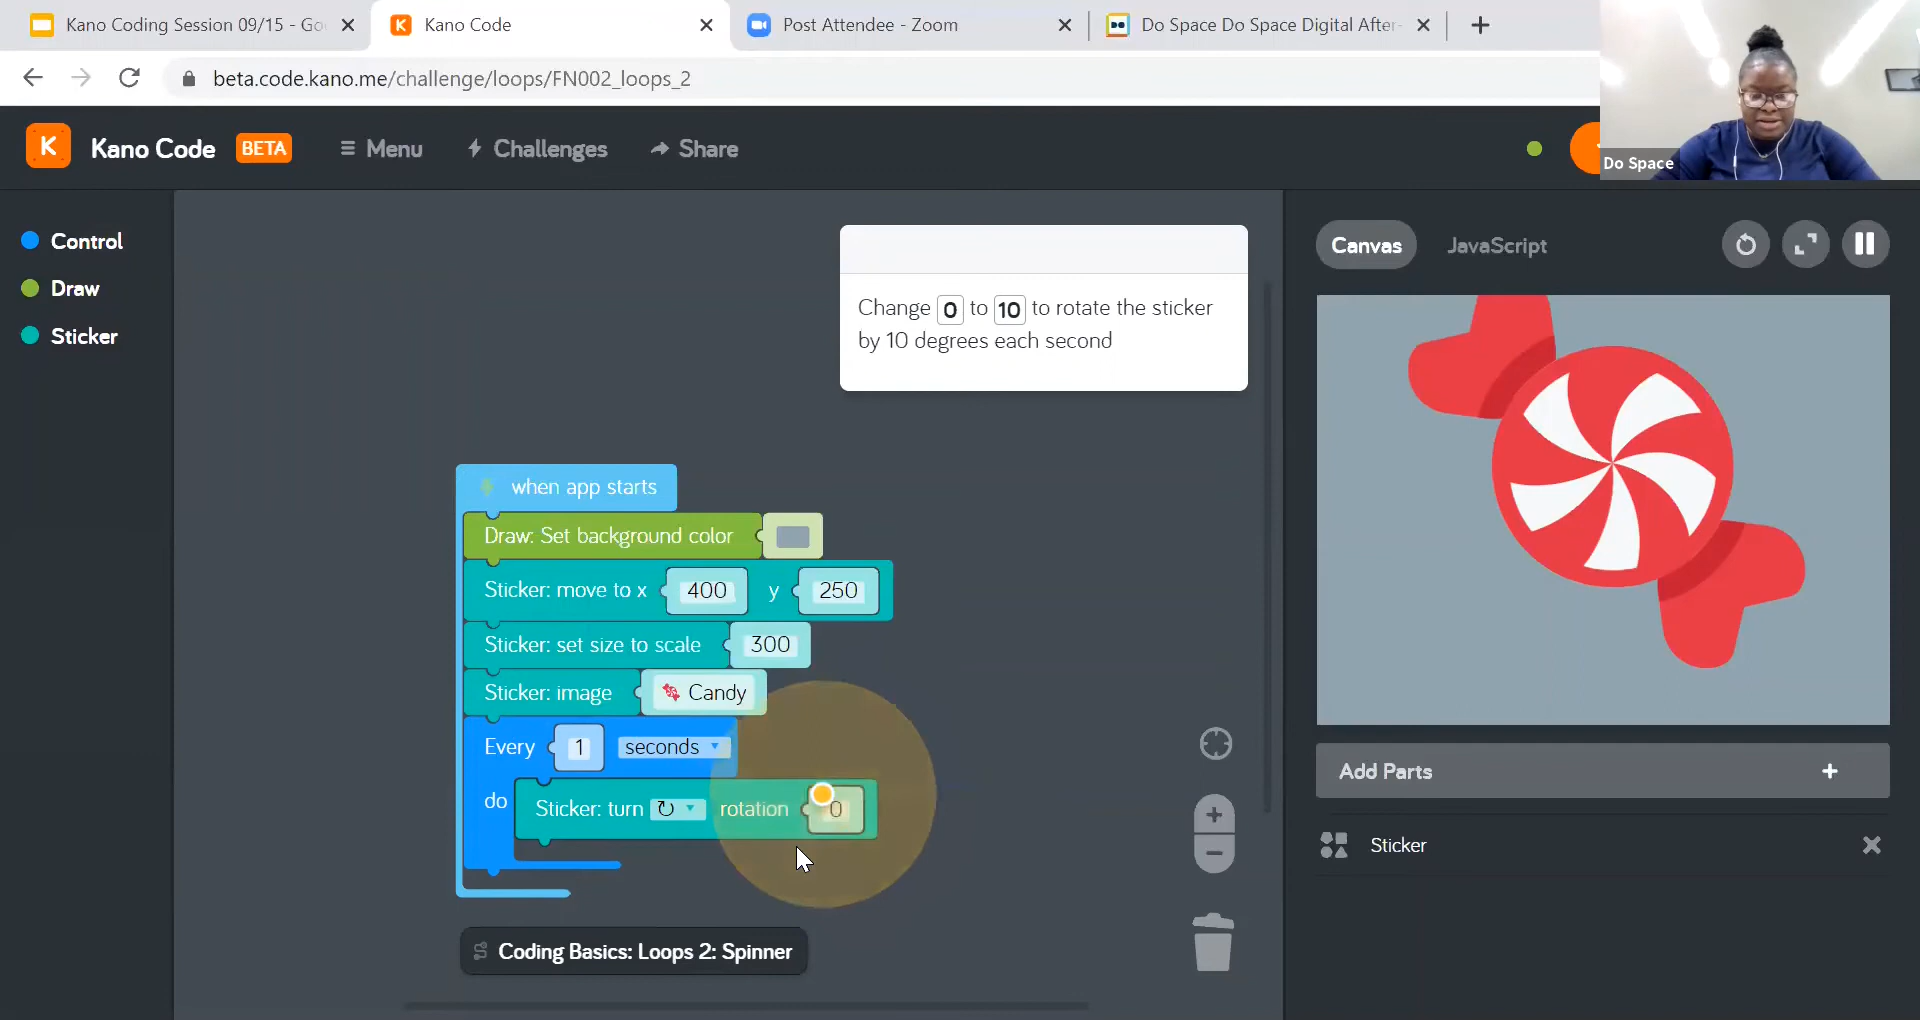 Kano Coding Session 09/15 - Go
Kano Code
Post Attendee - Zoom
Do Space Do Space Digital After-
beta.code.kano.me/challenge/loops/FN002_loops_2
K
Kano Code
BETA
Menu
Challenges
Share
Do Space
Control
Draw
Sticker
Change 0 to 10 to rotate the sticker
by 10 degrees each second
when app starts
Draw: Set background color
Sticker: move to x 400 y 250
Sticker: set size to scale 300
Sticker: image Candy
Every 1 seconds
do Sticker: turn rotation 0
Coding Basics: Loops 2: Spinner
Canvas
JavaScript
Add Parts +
Sticker